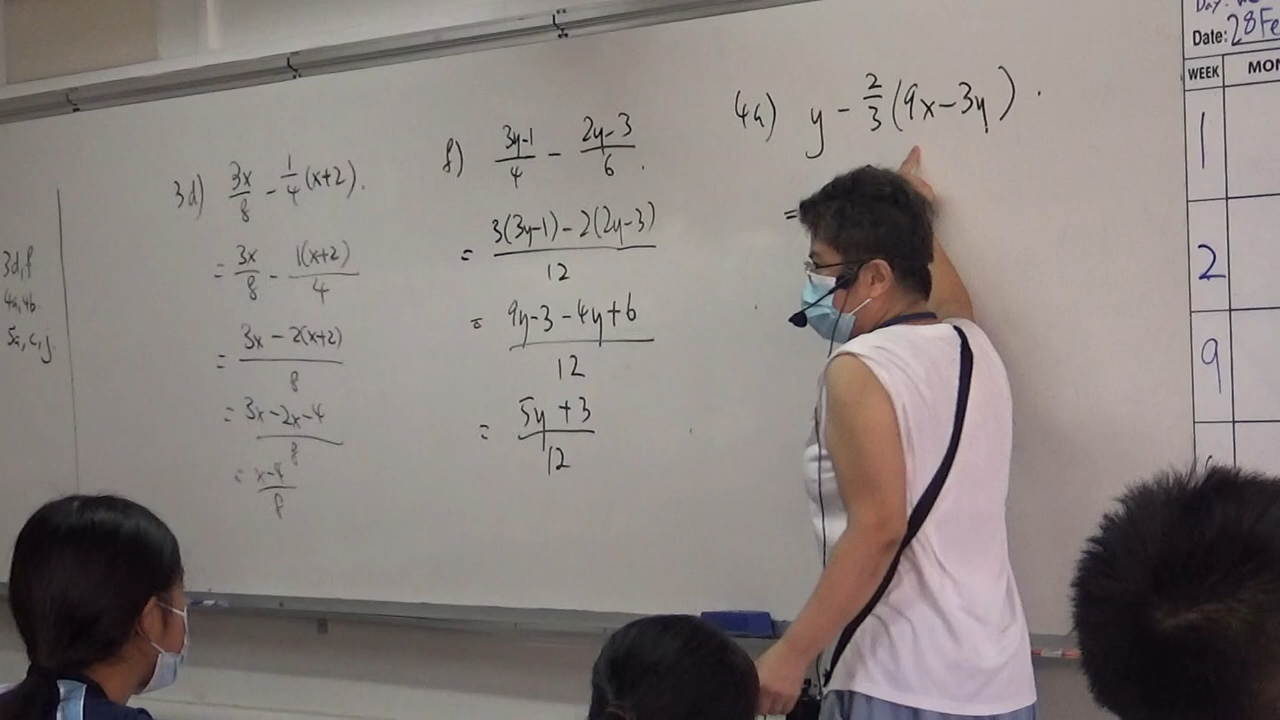 3d,f
4a,4b
5a,c,j
3d) 3x/8 - 1/4 (x+2).
= 3x/8 - 1(x+2)/4
= 3x - 2(x+2)/8
= 3x-2x-4/8
= x-4/8
f) 3y-1/4 - 2y-3/6.
= 3(3y-1) - 2(2y-3)/12
= 9y-3-4y+6/12
= 5y+3/12
4a) y - 2/3 (9x-3y).
=
Date: 28Fe
WEEK MON
1
2
9